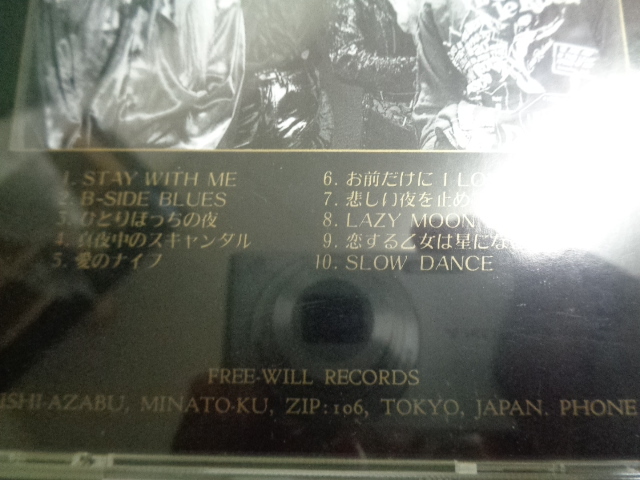 1. STAY WITH ME
2. B-SIDE BLUES
3. ひとりぼっちの夜
4. 真夜中のスキャンダル
5. 愛のナイフ
6. お前だけに I LO
7. 悲しい夜を止め
8. LAZY MOON
9. 恋する乙女は星にな
10. SLOW DANCE
FREE-WILL RECORDS
ISHI-AZABU, MINATO-KU, ZIP:106, TOKYO, JAPAN. PHONE